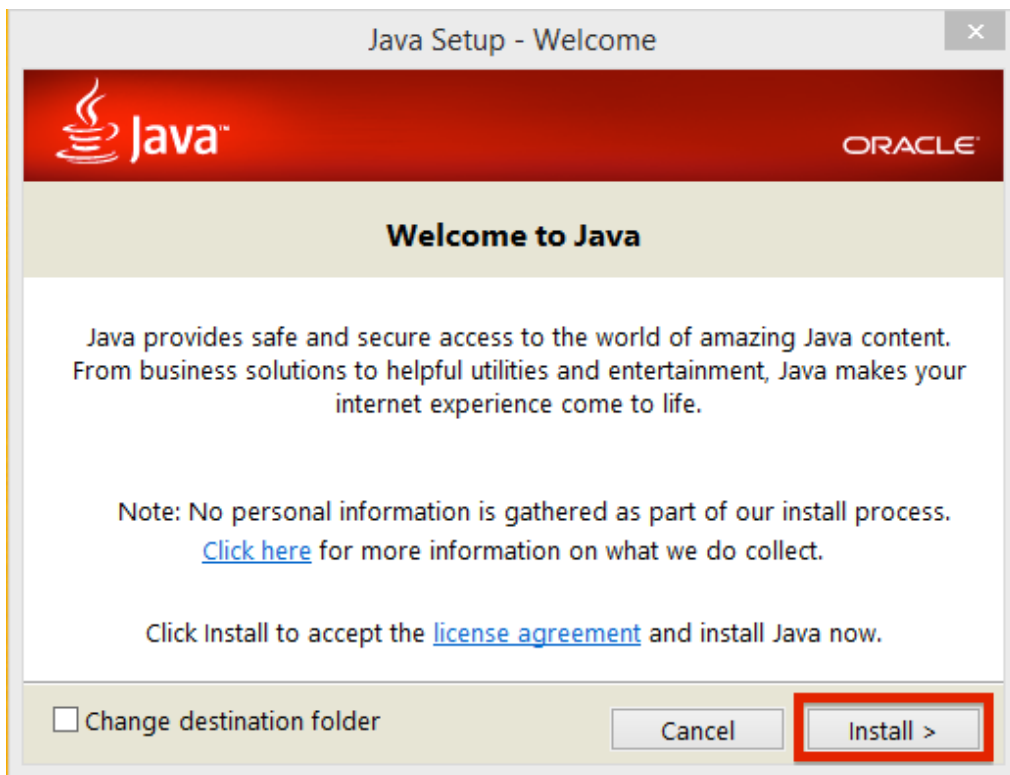 Java Setup - Welcome
Java™
ORACLE
Welcome to Java
Java provides safe and secure access to the world of amazing Java content.
From business solutions to helpful utilities and entertainment, Java makes your
internet experience come to life.
Note: No personal information is gathered as part of our install process.
Click here for more information on what we do collect.
Click Install to accept the license agreement and install Java now.
Change destination folder
Cancel
Install >